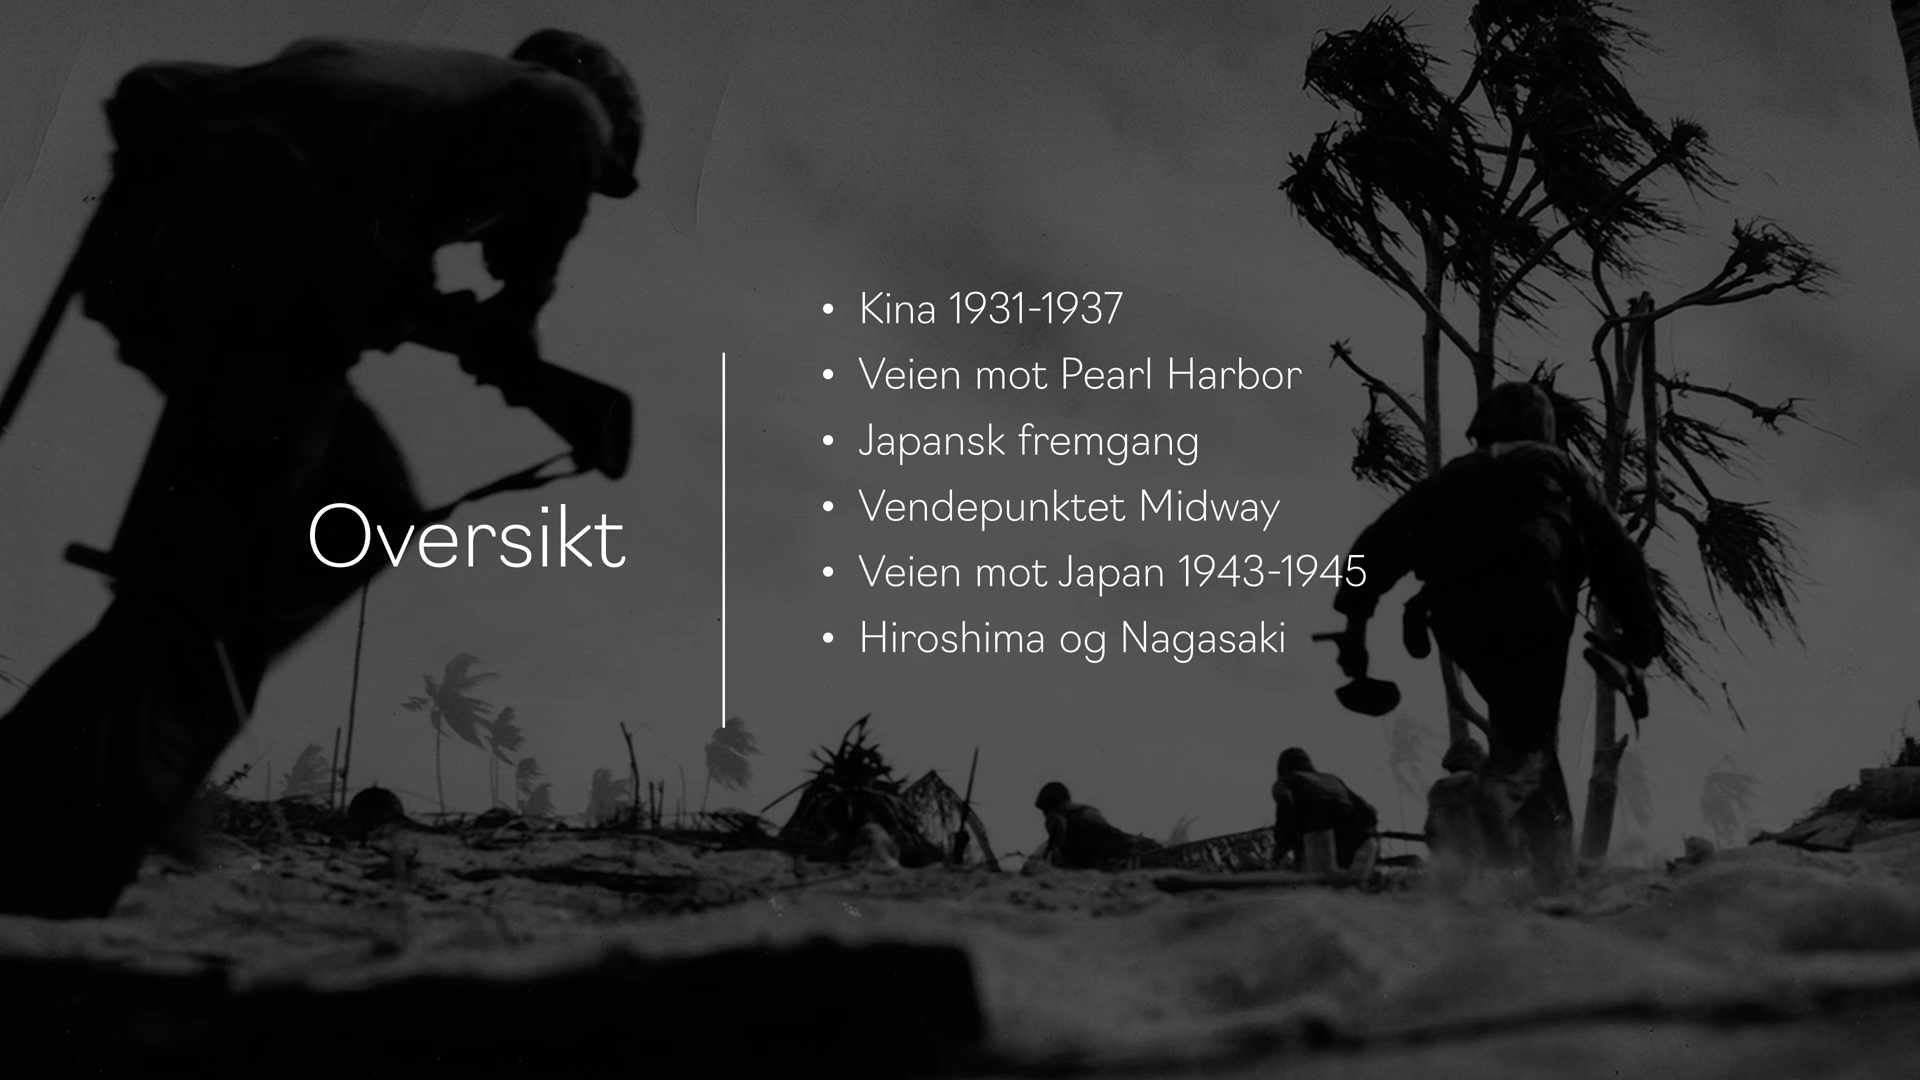 Oversikt
• Kina 1931-1937
• Veien mot Pearl Harbor
• Japansk fremgang
• Vendepunktet Midway
• Veien mot Japan 1943-1945
• Hiroshima og Nagasaki